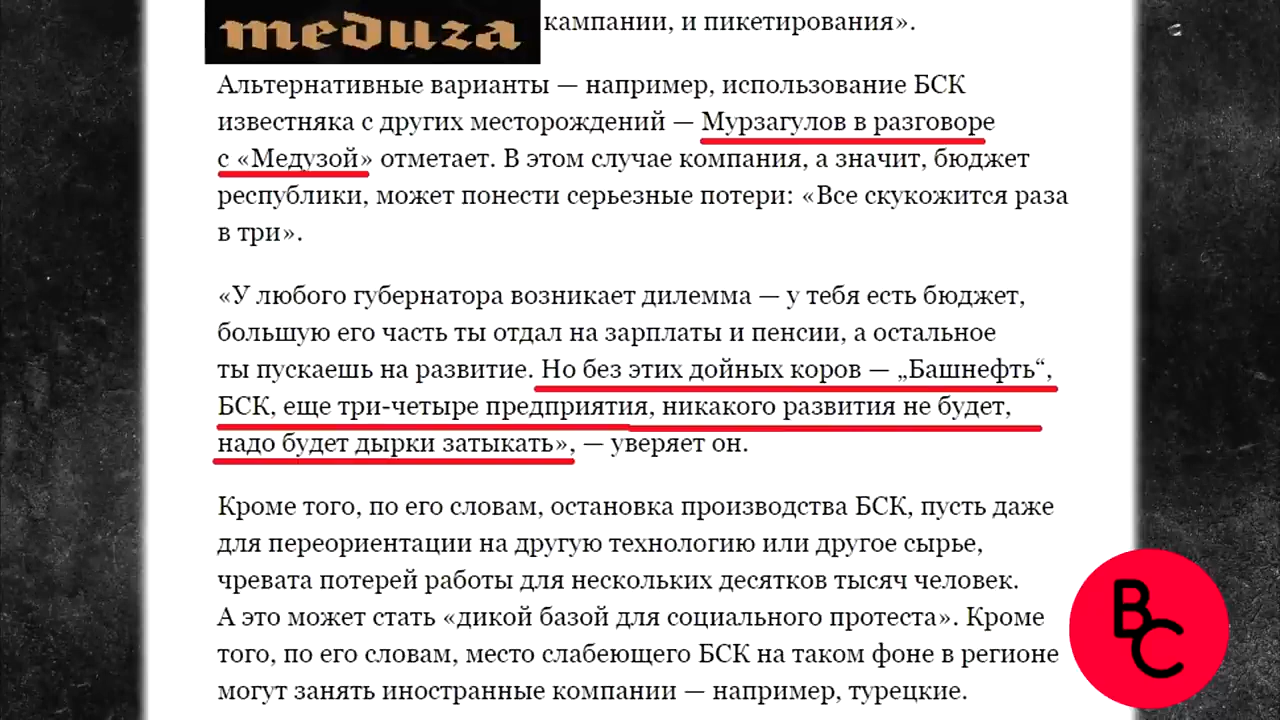 meduza кампании, и пикетирования».
Альтернативные варианты — например, использование БСК
известняка с других месторождений — Мурзагулов в разговоре
с «Медузой» отметает. В этом случае компания, а значит, бюджет
республики, может понести серьезные потери: «Все скукожится раза
в три».
«У любого губернатора возникает дилемма — у тебя есть бюджет,
большую его часть ты отдал на зарплаты и пенсии, а остальное
ты пускаешь на развитие. Но без этих дойных коров — „Башнефть“,
БСК, еще три-четыре предприятия, никакого развития не будет,
надо будет дырки затыкать», — уверяет он.
Кроме того, по его словам, остановка производства БСК, пусть даже
для переориентации на другую технологию или другое сырье,
чревата потерей работы для нескольких десятков тысяч человек.
А это может стать «дикой базой для социального протеста». Кроме
того, по его словам, место слабеющего БСК на таком фоне в регионе
могут занять иностранные компании — например, турецкие.
ВС